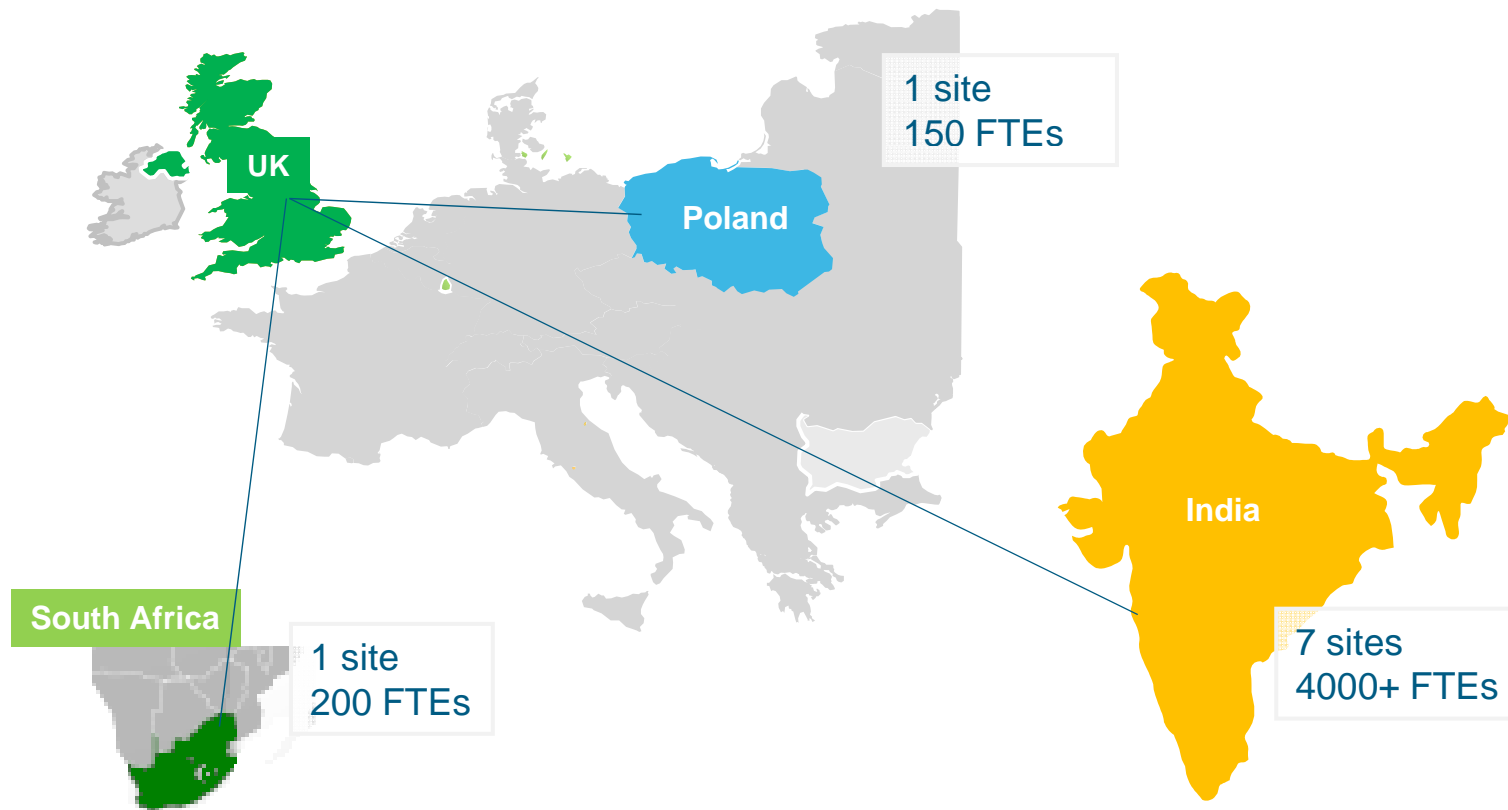 1 site
150 FTEs
UK
Poland
India
South Africa
1 site
200 FTEs
7 sites
4000+ FTEs